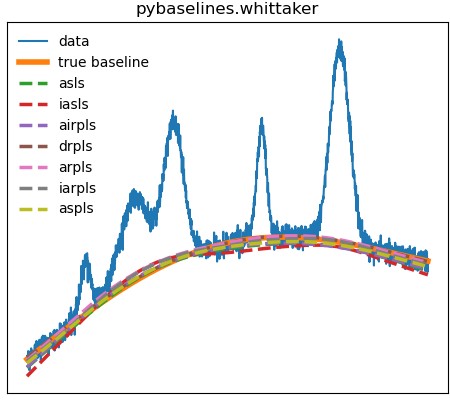 pybaselines.whittaker
data
true baseline
asls
iasls
airpls
drpls
arpls
iarpls
aspls